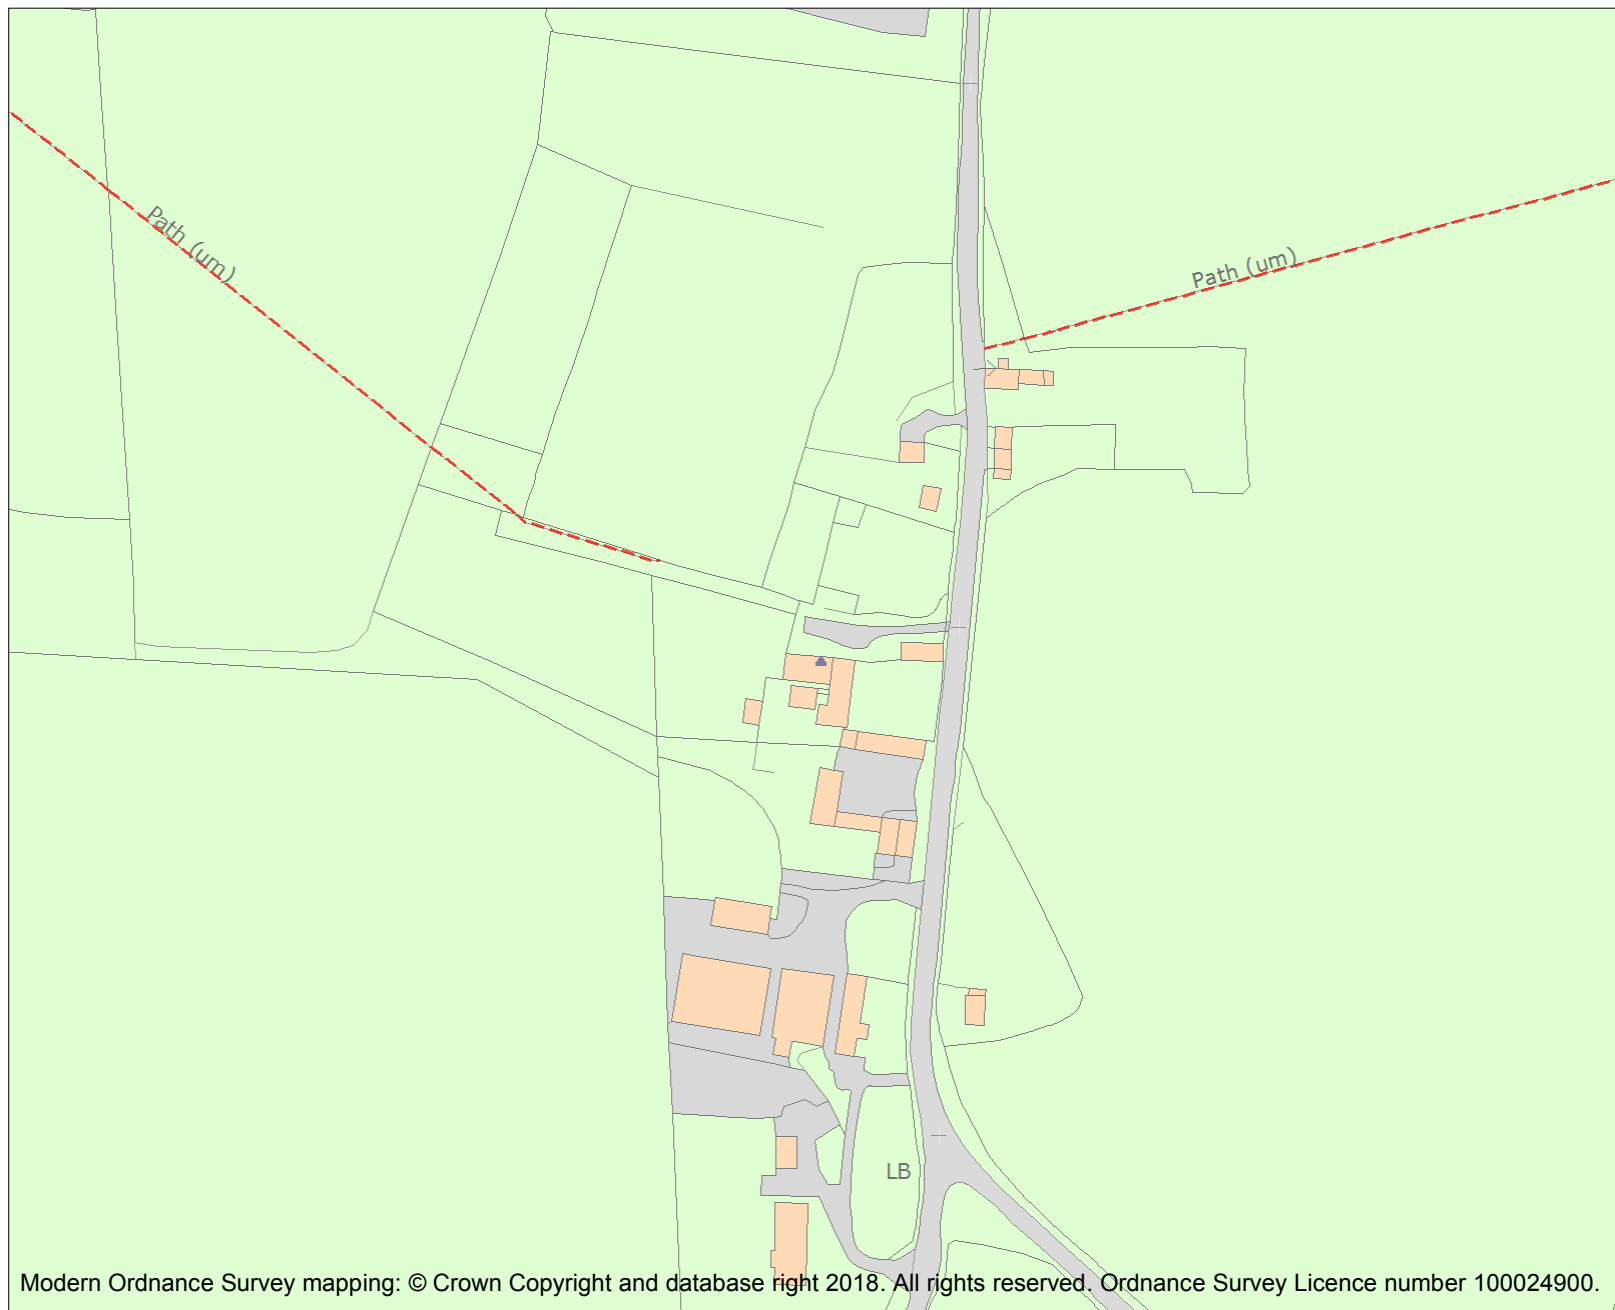 Path (um)
Path (um)
LB
Modern Ordnance Survey mapping: © Crown Copyright and database right 2018. All rights reserved. Ordnance Survey Licence number 100024900.